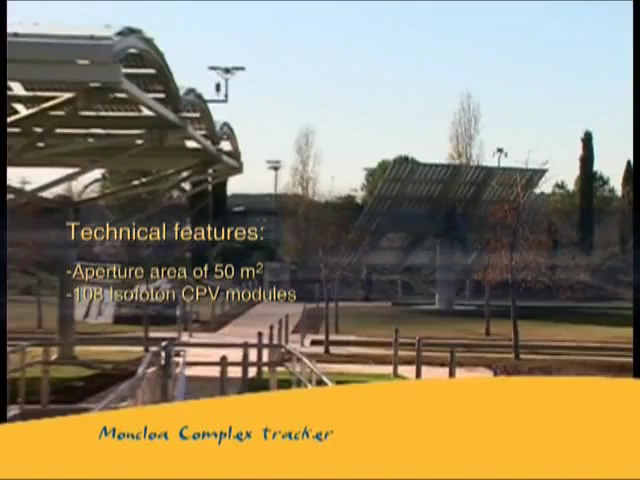 Technical features:
-Aperture area of 50 m²
-108 Isofoton CPV modules
Moncloa Complex tracker